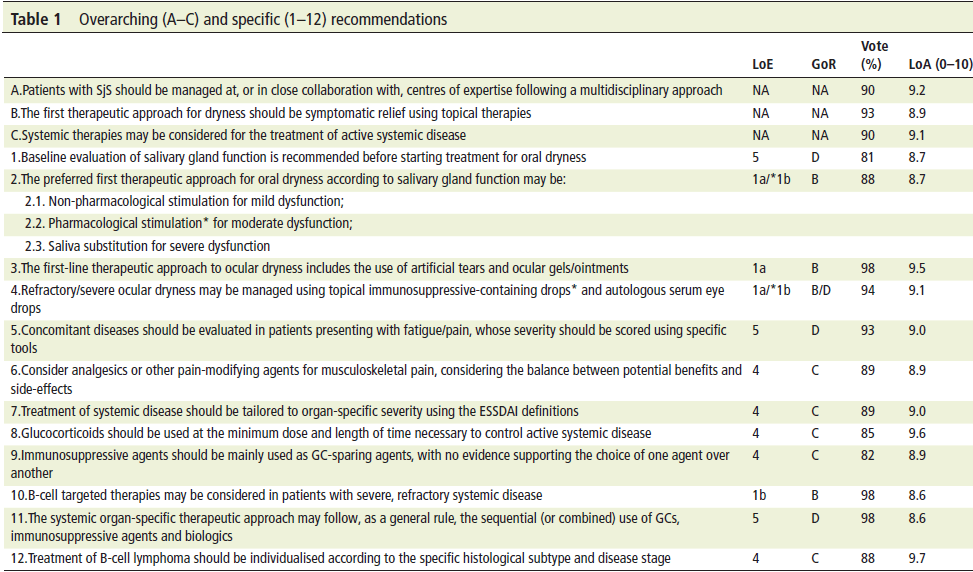 Table 1 Overarching (A–C) and specific (1–12) recommendations
LoE GoR Vote (%) LoA (0–10)
A.Patients with SjS should be managed at, or in close collaboration with, centres of expertise following a multidisciplinary approach NA NA 90 9.2
B.The first therapeutic approach for dryness should be symptomatic relief using topical therapies NA NA 93 8.9
C.Systemic therapies may be considered for the treatment of active systemic disease NA NA 90 9.1
1.Baseline evaluation of salivary gland function is recommended before starting treatment for oral dryness 5 D 81 8.7
2.The preferred first therapeutic approach for oral dryness according to salivary gland function may be: 1a/*1b B 88 8.7
2.1. Non-pharmacological stimulation for mild dysfunction;
2.2. Pharmacological stimulation* for moderate dysfunction;
2.3. Saliva substitution for severe dysfunction
3.The first-line therapeutic approach to ocular dryness includes the use of artificial tears and ocular gels/ointments 1a B 98 9.5
4.Refractory/severe ocular dryness may be managed using topical immunosuppressive-containing drops* and autologous serum eye 1a/*1b B/D 94 9.1
drops
5.Concomitant diseases should be evaluated in patients presenting with fatigue/pain, whose severity should be scored using specific 5 D 93 9.0
tools
6.Consider analgesics or other pain-modifying agents for musculoskeletal pain, considering the balance between potential benefits and 4 C 89 8.9
side-effects
7.Treatment of systemic disease should be tailored to organ-specific severity using the ESSDAI definitions 4 C 89 9.0
8.Glucocorticoids should be used at the minimum dose and length of time necessary to control active systemic disease 4 C 85 9.6
9.Immunosuppressive agents should be mainly used as GC-sparing agents, with no evidence supporting the choice of one agent over 4 C 82 8.9
another
10.B-cell targeted therapies may be considered in patients with severe, refractory systemic disease 1b B 98 8.6
11.The systemic organ-specific therapeutic approach may follow, as a general rule, the sequential (or combined) use of GCs, 5 D 98 8.6
immunosuppressive agents and biologics
12.Treatment of B-cell lymphoma should be individualised according to the specific histological subtype and disease stage 4 C 88 9.7